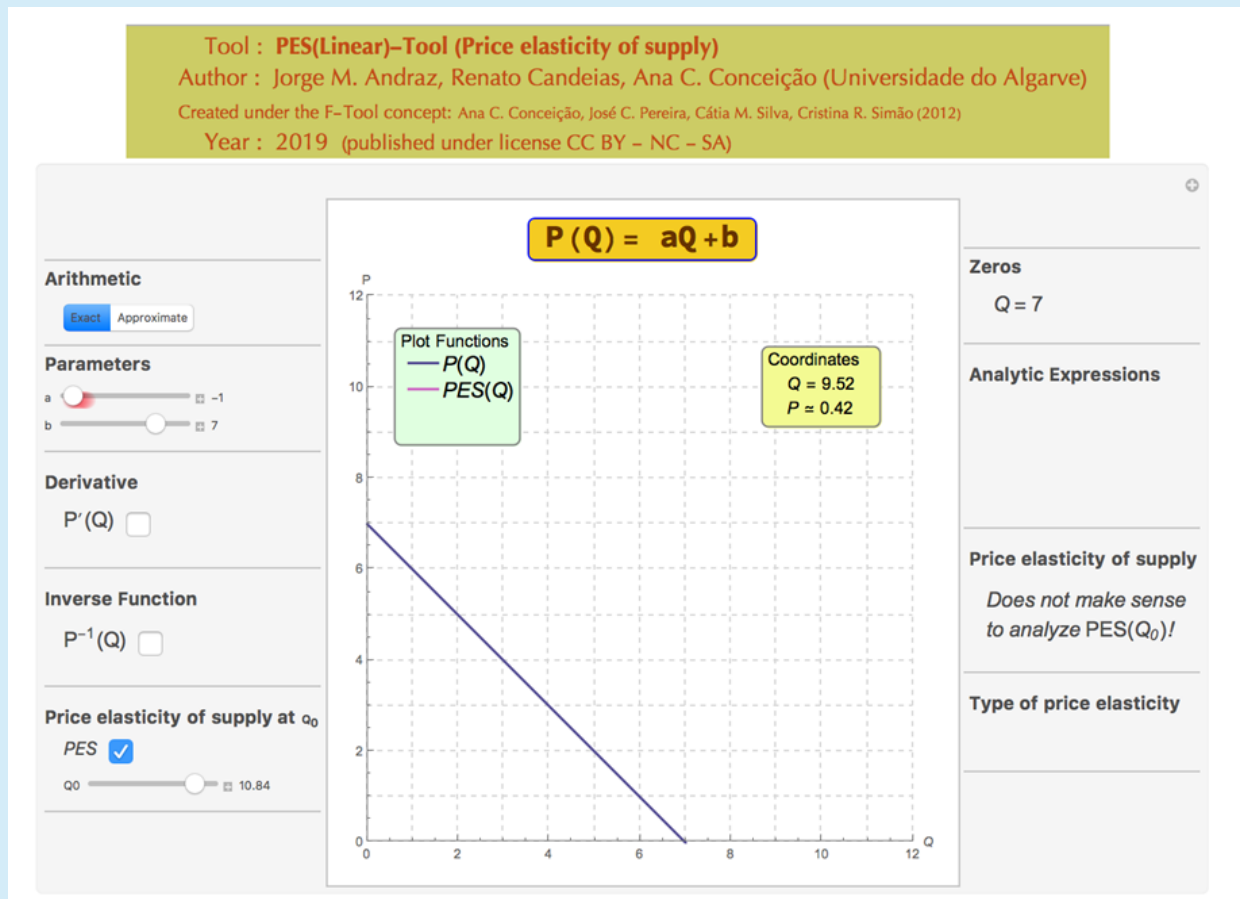 Tool : PES(Linear)–Tool (Price elasticity of supply)
Author : Jorge M. Andraz, Renato Candeias, Ana C. Conceição (Universidade do Algarve)
Created under the F–Tool concept: Ana C. Conceição, José C. Pereira, Cátia M. Silva, Cristina R. Simão (2012)
Year : 2019 (published under license CC BY – NC – SA)
Arithmetic
Exact Approximate
Parameters
a -1
b 7
Derivative
P′(Q)
Inverse Function
P⁻¹(Q)
Price elasticity of supply at Q₀
PES
Q0 10.84
P (Q) = aQ +b
P
12
10
8
6
4
2
0
0 2 4 6 8 10 12
Q
Plot Functions
P(Q)
PES(Q)
Coordinates
Q = 9.52
P ≃ 0.42
Zeros
Q = 7
Analytic Expressions
Price elasticity of supply
Does not make sense
to analyze PES(Q₀)!
Type of price elasticity